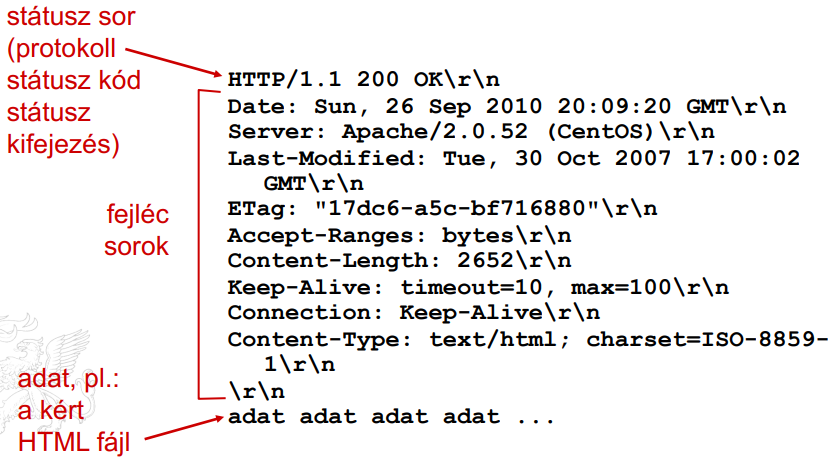 státusz sor
(protokoll
státusz kód
státusz
kifejezés)
HTTP/1.1 200 OK\r\n
Date: Sun, 26 Sep 2010 20:09:20 GMT\r\n
Server: Apache/2.0.52 (CentOS)\r\n
Last-Modified: Tue, 30 Oct 2007 17:00:02
GMT\r\n
ETag: "17dc6-a5c-bf716880"\r\n
Accept-Ranges: bytes\r\n
Content-Length: 2652\r\n
Keep-Alive: timeout=10, max=100\r\n
Connection: Keep-Alive\r\n
Content-Type: text/html; charset=ISO-8859-
1\r\n
\r\n
fejléc
sorok
adat, pl.:
a kért
HTML fájl
adat adat adat adat ...